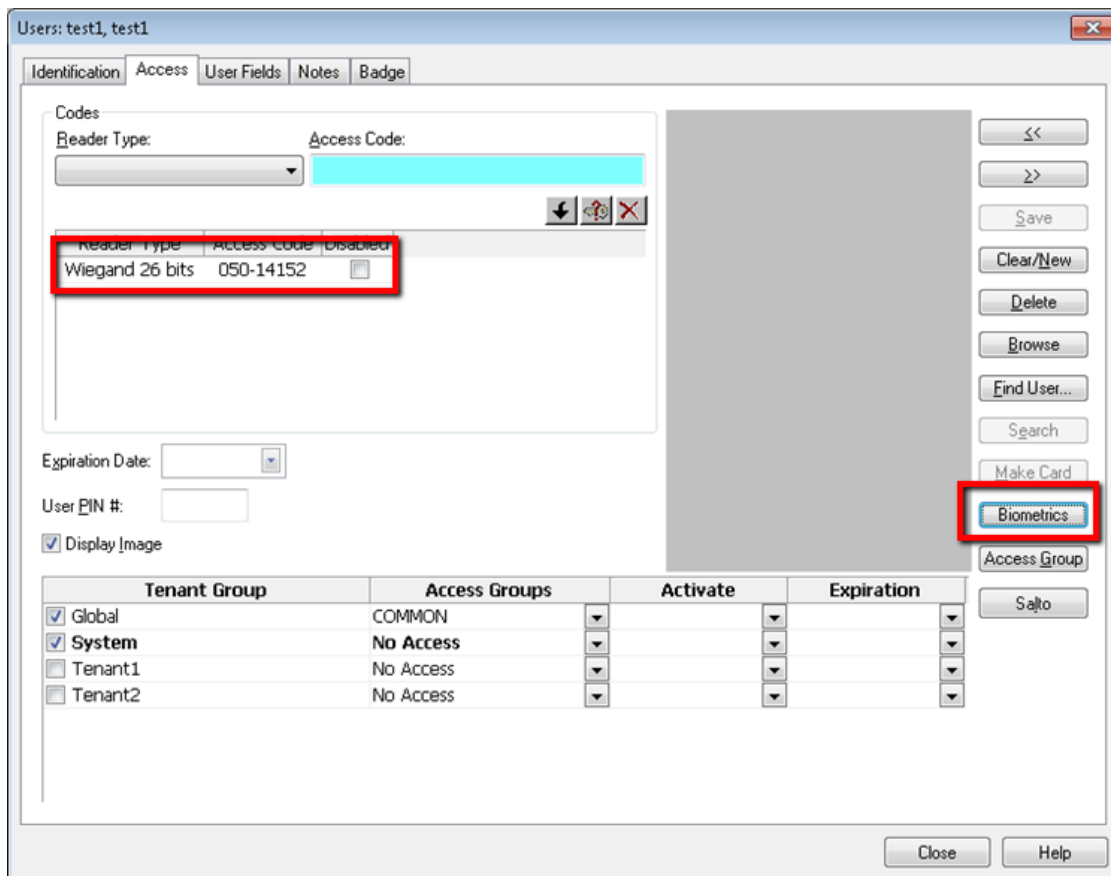 Users: test1, test1
Identification Access User Fields Notes Badge
Codes
Reader Type: Access Code:
<<
>>
Save
Reader Type Access Code Disabled
Wiegand 26 bits 050-14152
Clear/New
Delete
Browse
Find User...
Search
Expiration Date:
Make Card
User PIN #:
Biometrics
Display Image
Access Group
Tenant Group Access Groups Activate Expiration
Salto
Global COMMON
System No Access
Tenant1 No Access
Tenant2 No Access
Close Help